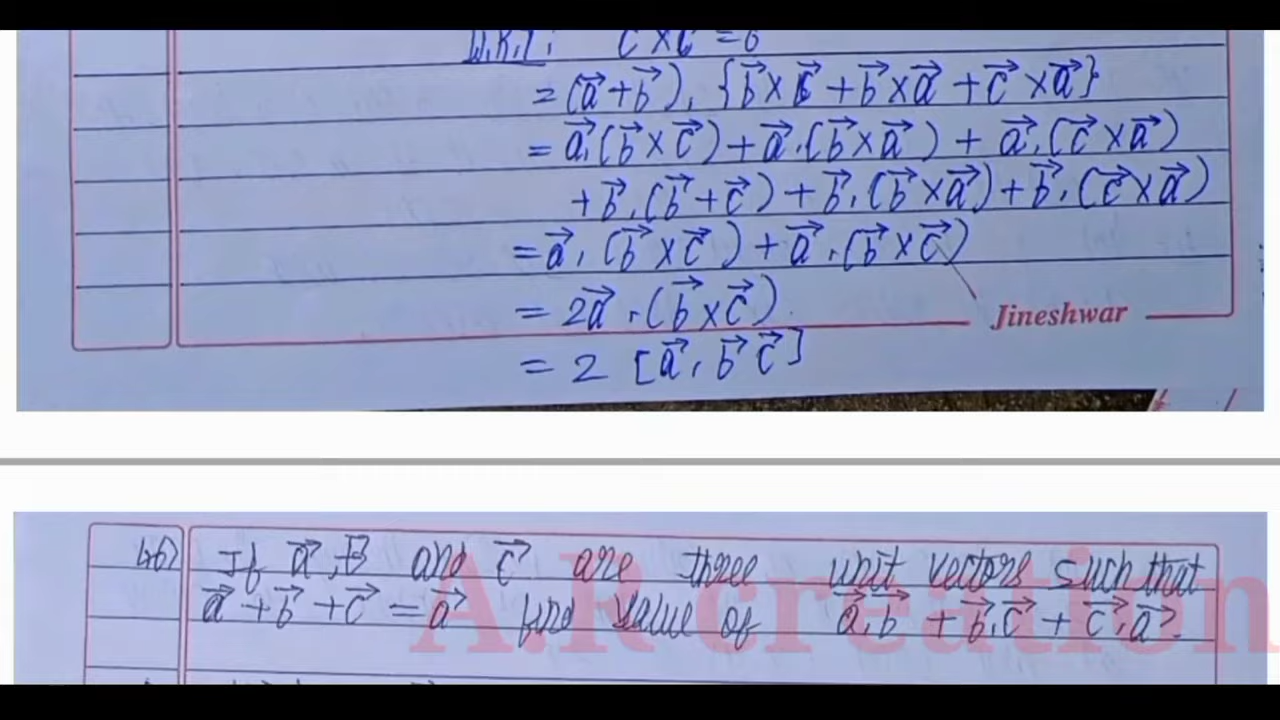 W.K.T: c⃗ × c⃗ = 0
= (a⃗ + b⃗). {b⃗ × c⃗ + b⃗ × a⃗ + c⃗ × a⃗}
= a⃗.(b⃗ × c⃗) + a⃗.(b⃗ × a⃗) + a⃗.(c⃗ × a⃗)
+ b⃗.(b⃗ + c⃗) + b⃗.(b⃗ × a⃗) + b⃗.(c⃗ × a⃗)
= a⃗.(b⃗ × c⃗) + a⃗.(b⃗ × c⃗)
= 2a⃗.(b⃗ × c⃗)
Jineshwar
= 2 [a⃗, b⃗ c⃗]
46) If a⃗, b⃗ and c⃗ are three unit vectors such that
a⃗ + b⃗ + c⃗ = a⃗ find value of a⃗.b⃗ + b⃗.c⃗ + c⃗.a⃗?.
A.R creation